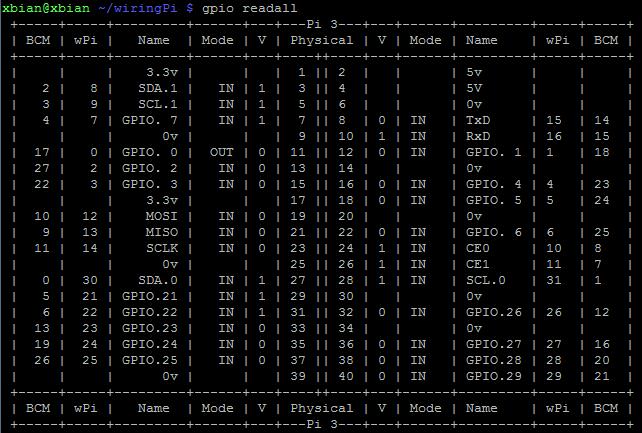 xbian@xbian ~/wiringPi $ gpio readall
+-----+-----+---------+------+---+---Pi 3---+---+------+---------+-----+-----+
| BCM | wPi |   Name  | Mode | V | Physical | V | Mode | Name    | wPi | BCM |
+-----+-----+---------+------+---+----++----+---+------+---------+-----+-----+
|     |     |    3.3v |      |   |  1 || 2  |   |      | 5v      |     |     |
|   2 |   8 |   SDA.1 |   IN | 1 |  3 || 4  |   |      | 5V      |     |     |
|   3 |   9 |   SCL.1 |   IN | 1 |  5 || 6  |   |      | 0v      |     |     |
|   4 |   7 | GPIO. 7 |   IN | 1 |  7 || 8  | 0 | IN   | TxD     | 15  | 14  |
|     |     |      0v |      |   |  9 || 10 | 1 | IN   | RxD     | 16  | 15  |
|  17 |   0 | GPIO. 0 |  OUT | 0 | 11 || 12 | 0 | IN   | GPIO. 1 | 1   | 18  |
|  27 |   2 | GPIO. 2 |   IN | 0 | 13 || 14 |   |      | 0v      |     |     |
|  22 |   3 | GPIO. 3 |   IN | 0 | 15 || 16 | 0 | IN   | GPIO. 4 | 4   | 23  |
|     |     |    3.3v |      |   | 17 || 18 | 0 | IN   | GPIO. 5 | 5   | 24  |
|  10 |  12 |    MOSI |   IN | 0 | 19 || 20 |   |      | 0v      |     |     |
|   9 |  13 |    MISO |   IN | 0 | 21 || 22 | 0 | IN   | GPIO. 6 | 6   | 25  |
|  11 |  14 |    SCLK |   IN | 0 | 23 || 24 | 1 | IN   | CE0     | 10  | 8   |
|     |     |      0v |      |   | 25 || 26 | 1 | IN   | CE1     | 11  | 7   |
|   0 |  30 |   SDA.0 |   IN | 1 | 27 || 28 | 1 | IN   | SCL.0   | 31  | 1   |
|   5 |  21 | GPIO.21 |   IN | 1 | 29 || 30 |   |      | 0v      |     |     |
|   6 |  22 | GPIO.22 |   IN | 1 | 31 || 32 | 0 | IN   | GPIO.26 | 26  | 12  |
|  13 |  23 | GPIO.23 |   IN | 0 | 33 || 34 |   |      | 0v      |     |     |
|  19 |  24 | GPIO.24 |   IN | 0 | 35 || 36 | 0 | IN   | GPIO.27 | 27  | 16  |
|  26 |  25 | GPIO.25 |   IN | 0 | 37 || 38 | 0 | IN   | GPIO.28 | 28  | 20  |
|     |     |      0v |      |   | 39 || 40 | 0 | IN   | GPIO.29 | 29  | 21  |
+-----+-----+---------+------+---+----++----+---+------+---------+-----+-----+
| BCM | wPi |   Name  | Mode | V | Physical | V | Mode | Name    | wPi | BCM |
+-----+-----+---------+------+---+---Pi 3---+---+------+---------+-----+-----+